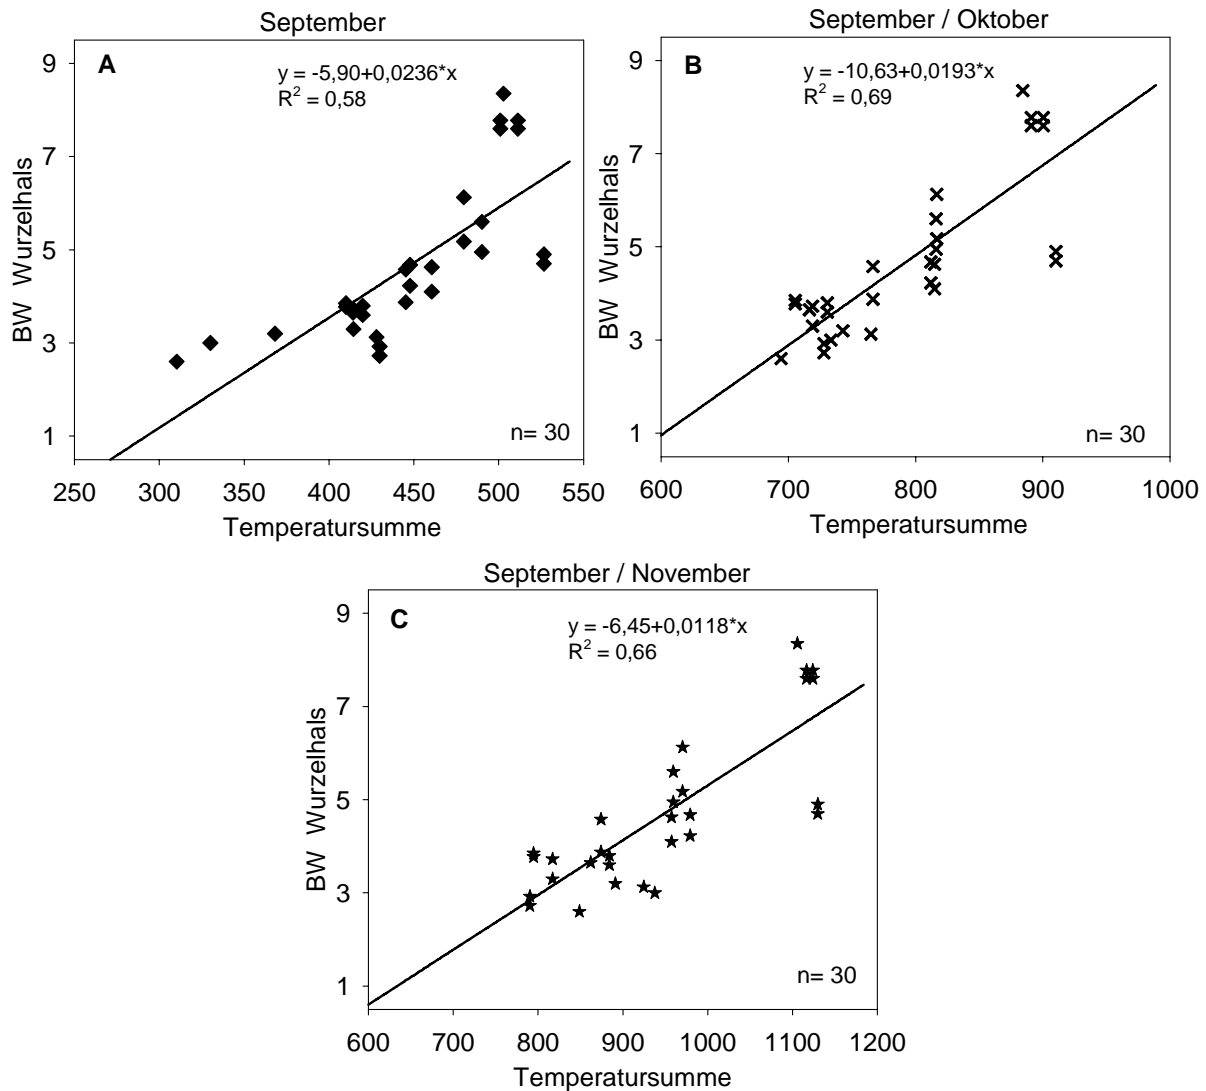 September
A
y = -5,90+0,0236*x
R² = 0,58
9
7
5
3
1
BW Wurzelhals
n= 30
250 300 350 400 450 500 550
Temperatursumme
September / Oktober
B
y = -10,63+0,0193*x
R² = 0,69
9
7
5
3
1
BW Wurzelhals
n= 30
600 700 800 900 1000
Temperatursumme
September / November
C
y = -6,45+0,0118*x
R² = 0,66
9
7
5
3
1
BW Wurzelhals
n= 30
600 700 800 900 1000 1100 1200
Temperatursumme